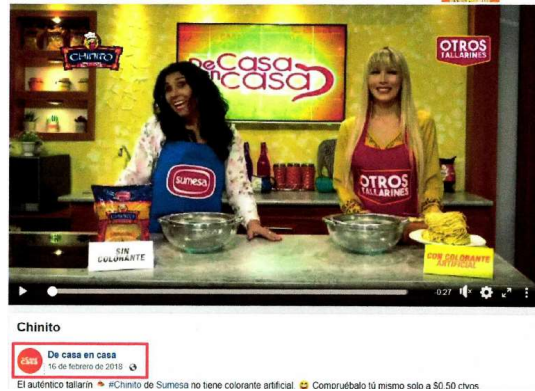 CHINITO
De Casa
en Casa
OTROS
TALLARINES
sumesa
OTROS
TALLARINES
CHINITO
SIN
COLORANTE
CON COLORANTE
ARTIFICIAL
-0:27
Chinito
De casa en casa
16 de febrero de 2018
El auténtico tallarín #Chinito de Sumesa no tiene colorante artificial. Compruébalo tú mismo solo a $0.50 ctvos